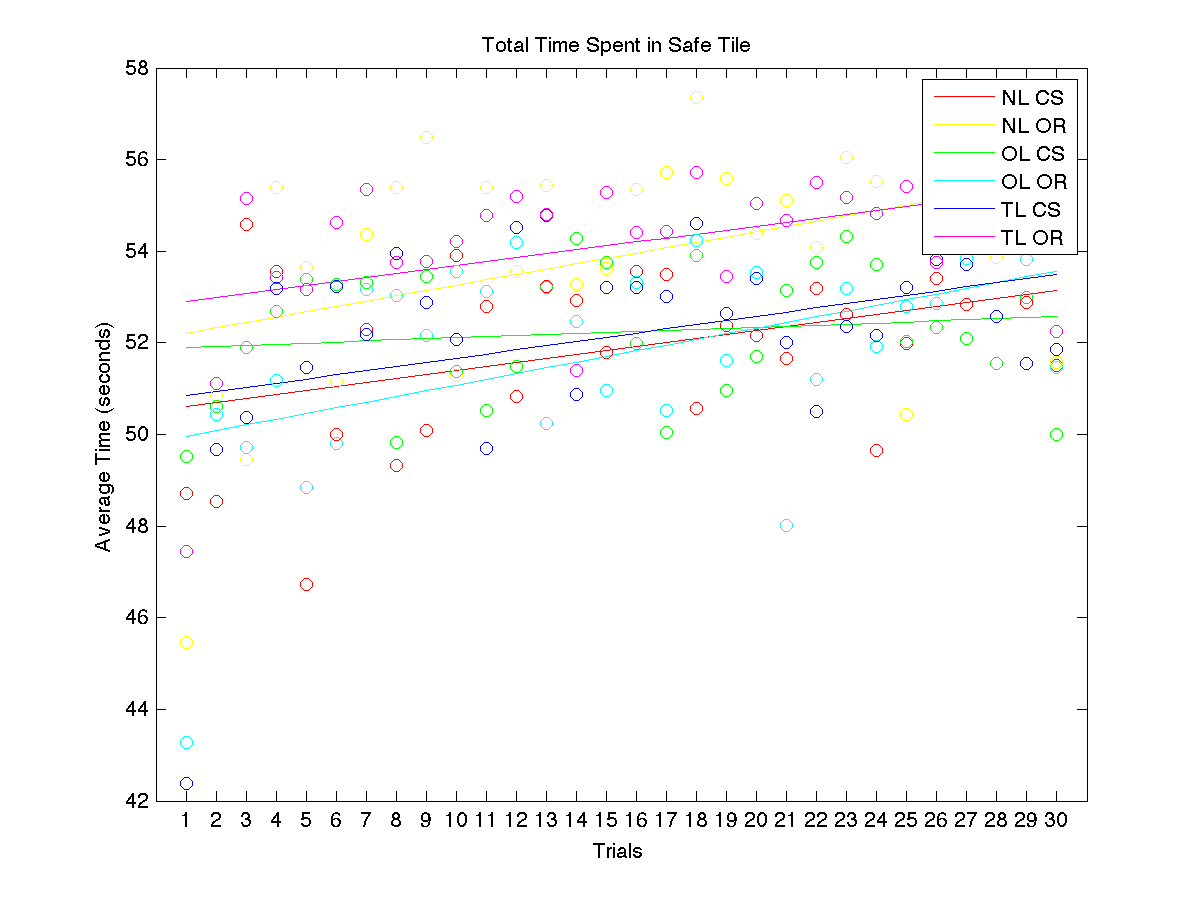 Total Time Spent in Safe Tile
58
56
54
52
50
48
46
44
42
Average Time (seconds)
NL CS
NL OR
OL CS
OL OR
TL CS
TL OR
1 2 3 4 5 6 7 8 9 10 11 12 13 14 15 16 17 18 19 20 21 22 23 24 25 26 27 28 29 30
Trials